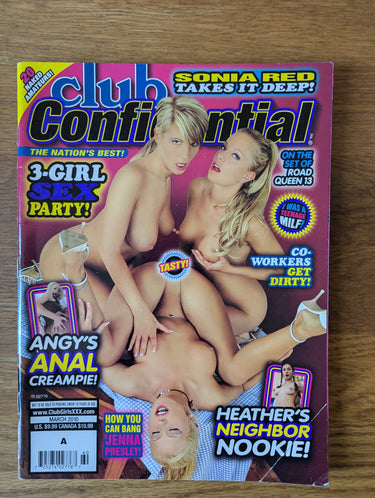 20
NAKED
AMATEURS!
SONIA RED
TAKES IT DEEP!
club
Confidential
THE NATION'S BEST!
3-GIRL
SEX
PARTY!
ON THE
SET OF
ROAD
QUEEN 13
I WAS A
TEENAGE
MILF
CO-
WORKERS
GET
DIRTY!
TASTY!
ANGY'S
ANAL
CREAMPIE!
www.ClubGirlsXXX.com
MARCH 2010
U.S. $9.99 CANADA $10.99
A
HOW YOU
CAN BANG
JENNA
PRESLEY!
HEATHER'S
NEIGHBOR
NOOKIE!